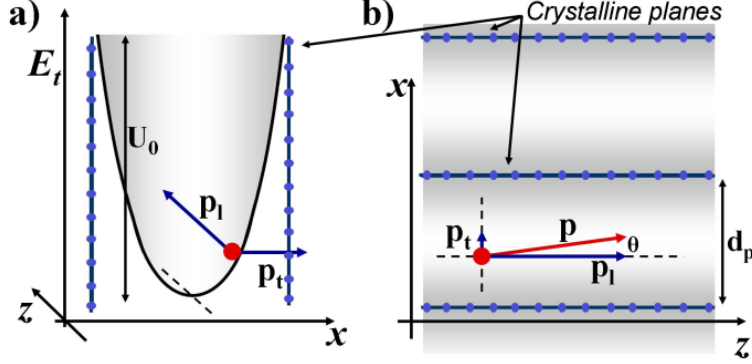 a)
E_t
U_0
p_l
p_t
z
x
b)
Crystalline planes
x
p_t
p
θ
p_l
d_p
z